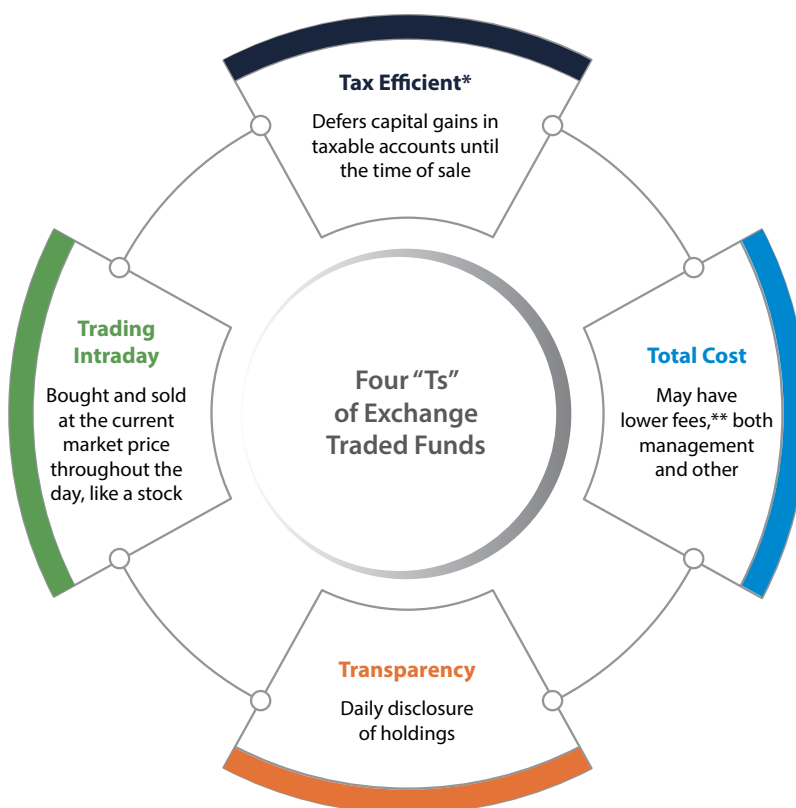 Tax Efficient*
Defers capital gains in
taxable accounts until
the time of sale
Trading
Intraday
Bought and sold
at the current
market price
throughout the
day, like a stock
Four “Ts”
of Exchange
Traded Funds
Total Cost
May have
lower fees,** both
management
and other
Transparency
Daily disclosure
of holdings